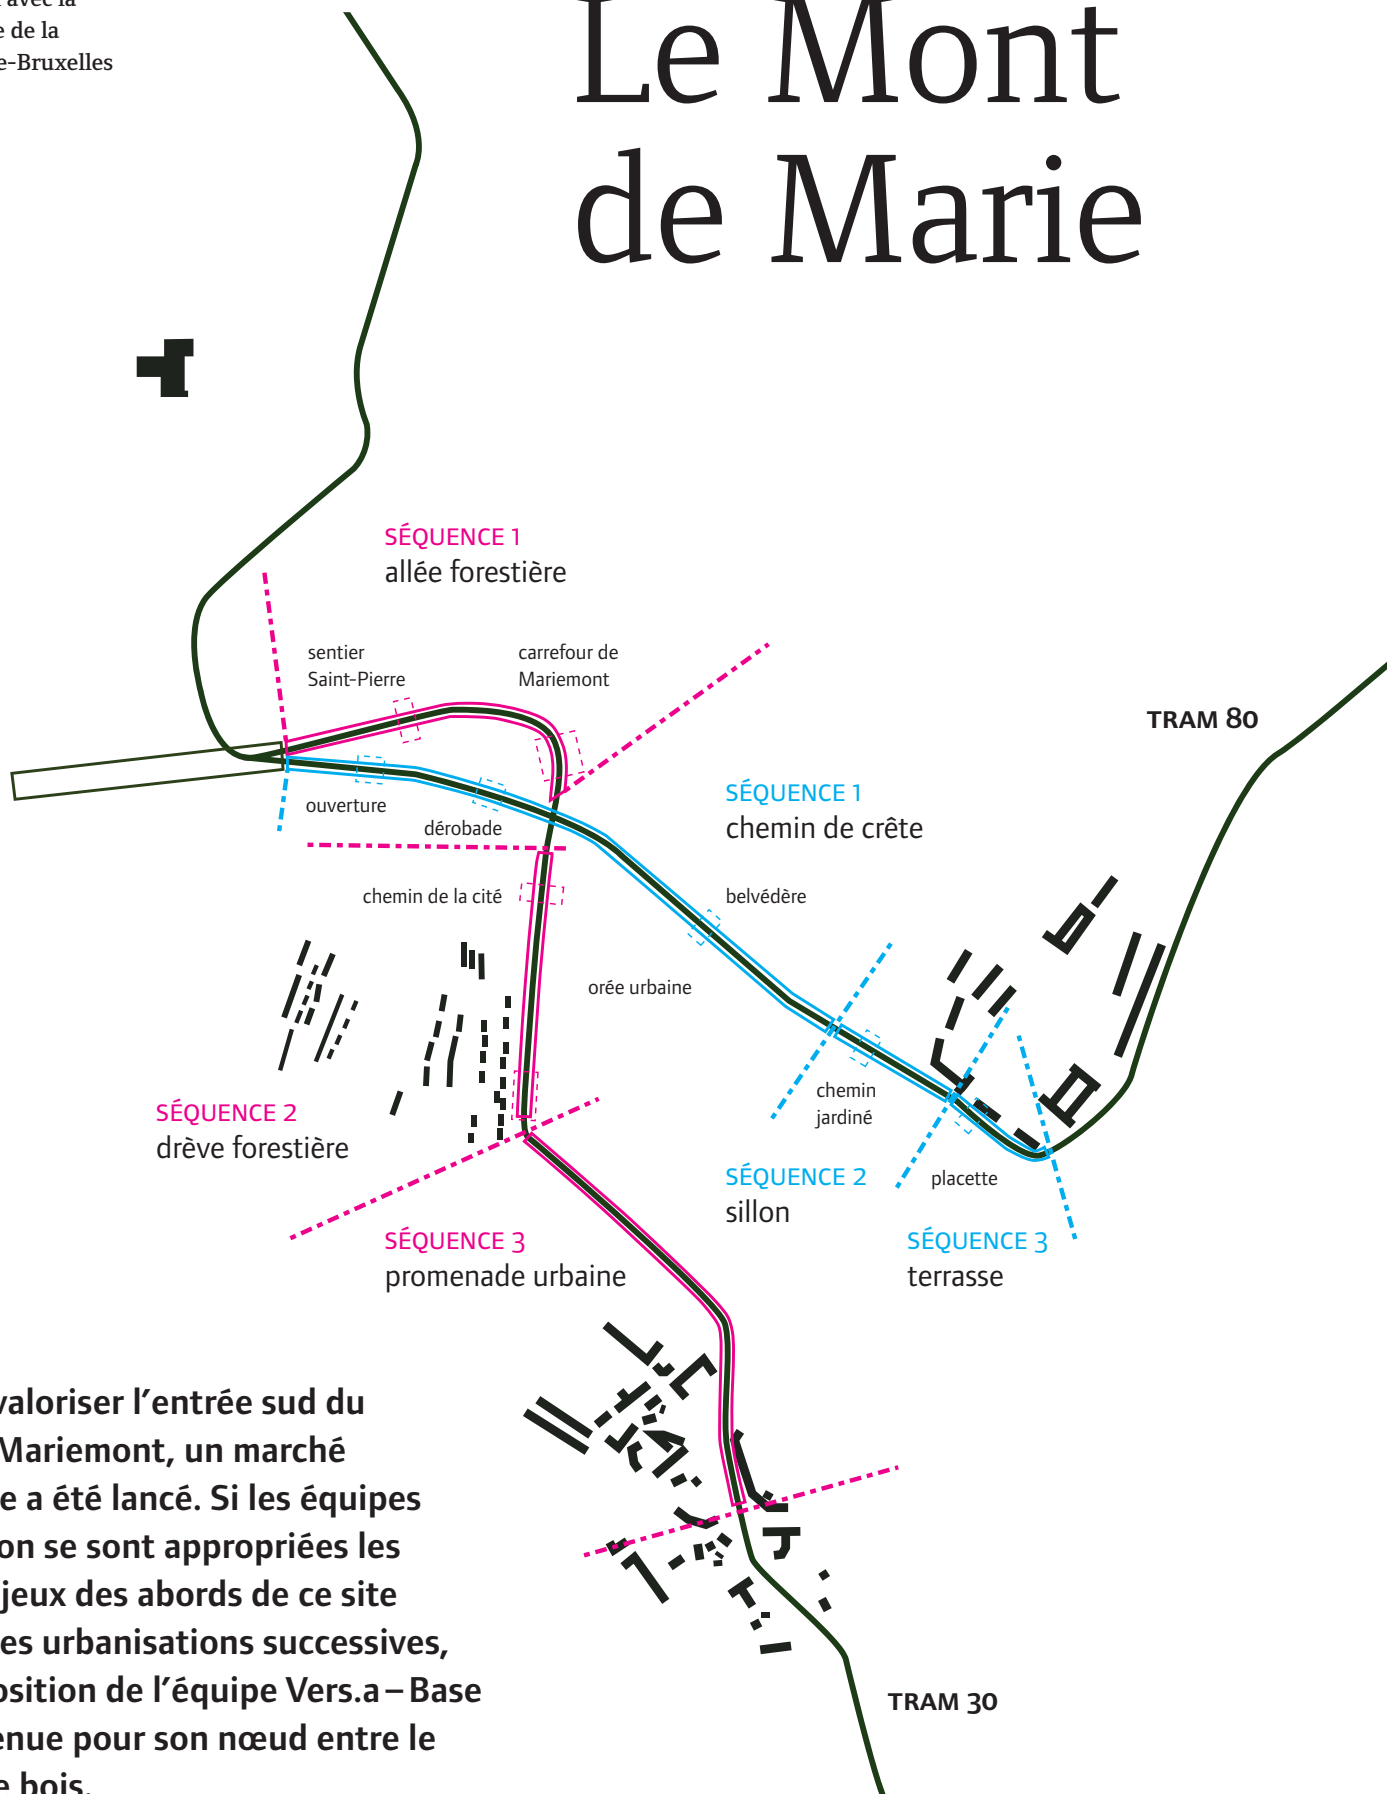 avec la
e de la
e-Bruxelles
Le Mont
de Marie
SÉQUENCE 1
allée forestière
sentier
Saint-Pierre
carrefour de
Mariemont
TRAM 80
ouverture
dérobade
SÉQUENCE 1
chemin de crête
chemin de la cité
belvédère
orée urbaine
chemin
jardiné
SÉQUENCE 2
drève forestière
SÉQUENCE 2
sillon
placette
SÉQUENCE 3
promenade urbaine
SÉQUENCE 3
terrasse
valoriser l’entrée sud du
Mariemont, un marché
e a été lancé. Si les équipes
on se sont appropriées les
jeux des abords de ce site
es urbanisations successives,
osition de l’équipe Vers.a – Base
enue pour son nœud entre le
e bois.
TRAM 30